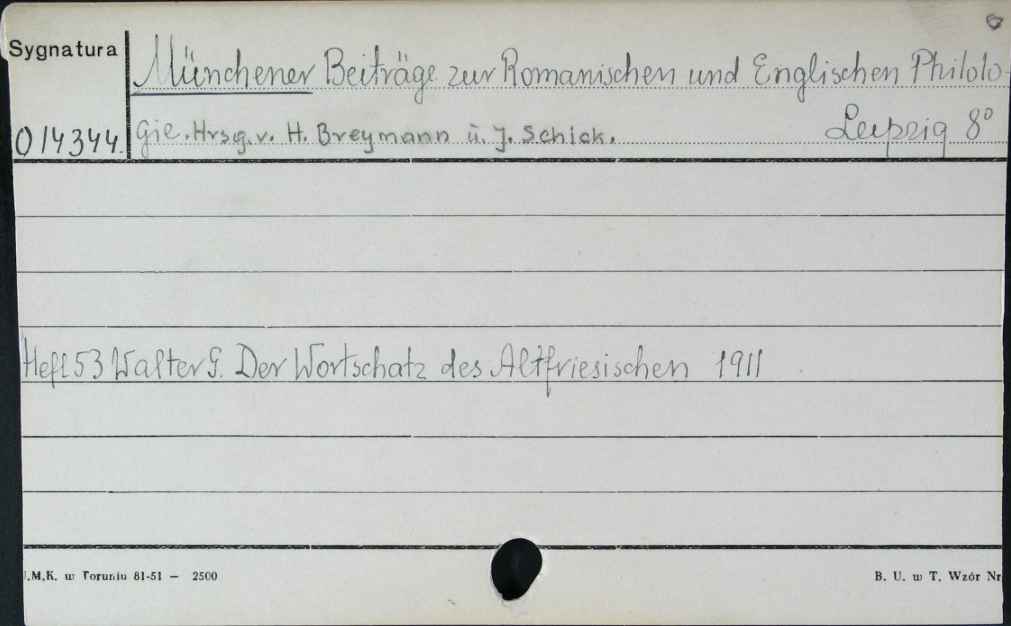 Sygnatura
Münchener Beiträge zur Romanischen und Englischen Philolo-
014344. gie. Hrsg. v. H. Breymann u. J. Schick. Leipzig 8°
Heft 53 Walter G. Der Wortschatz des Altfriesischen 1911
.M.K. w Toruniu 81-51 — 2500 B. U. w T. Wzór Nr